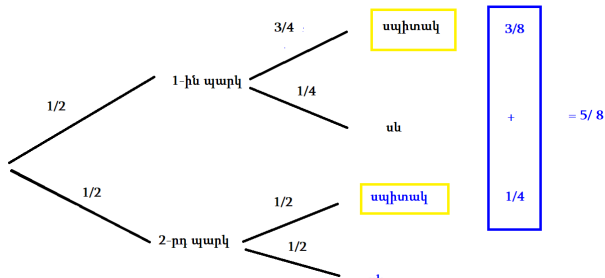 3/4
սպիտակ
3/8
1/2
1-ին պարկ
1/4
սև
+
= 5/ 8
1/2
1/2
սպիտակ
1/4
2-րդ պարկ
1/2